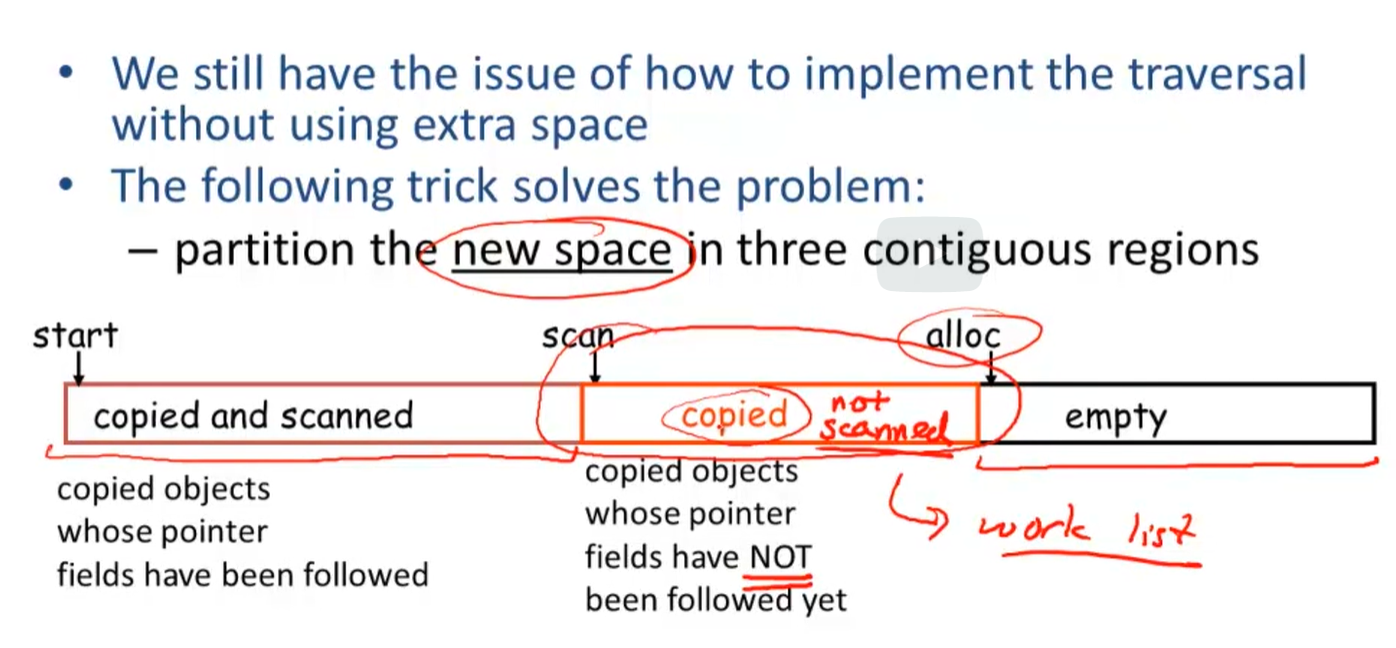 • We still have the issue of how to implement the traversal
without using extra space
• The following trick solves the problem:
– partition the new space in three contiguous regions
start scan alloc
copied and scanned copied not scanned empty
copied objects
whose pointer
fields have been followed
copied objects
whose pointer
fields have NOT
been followed yet
work list